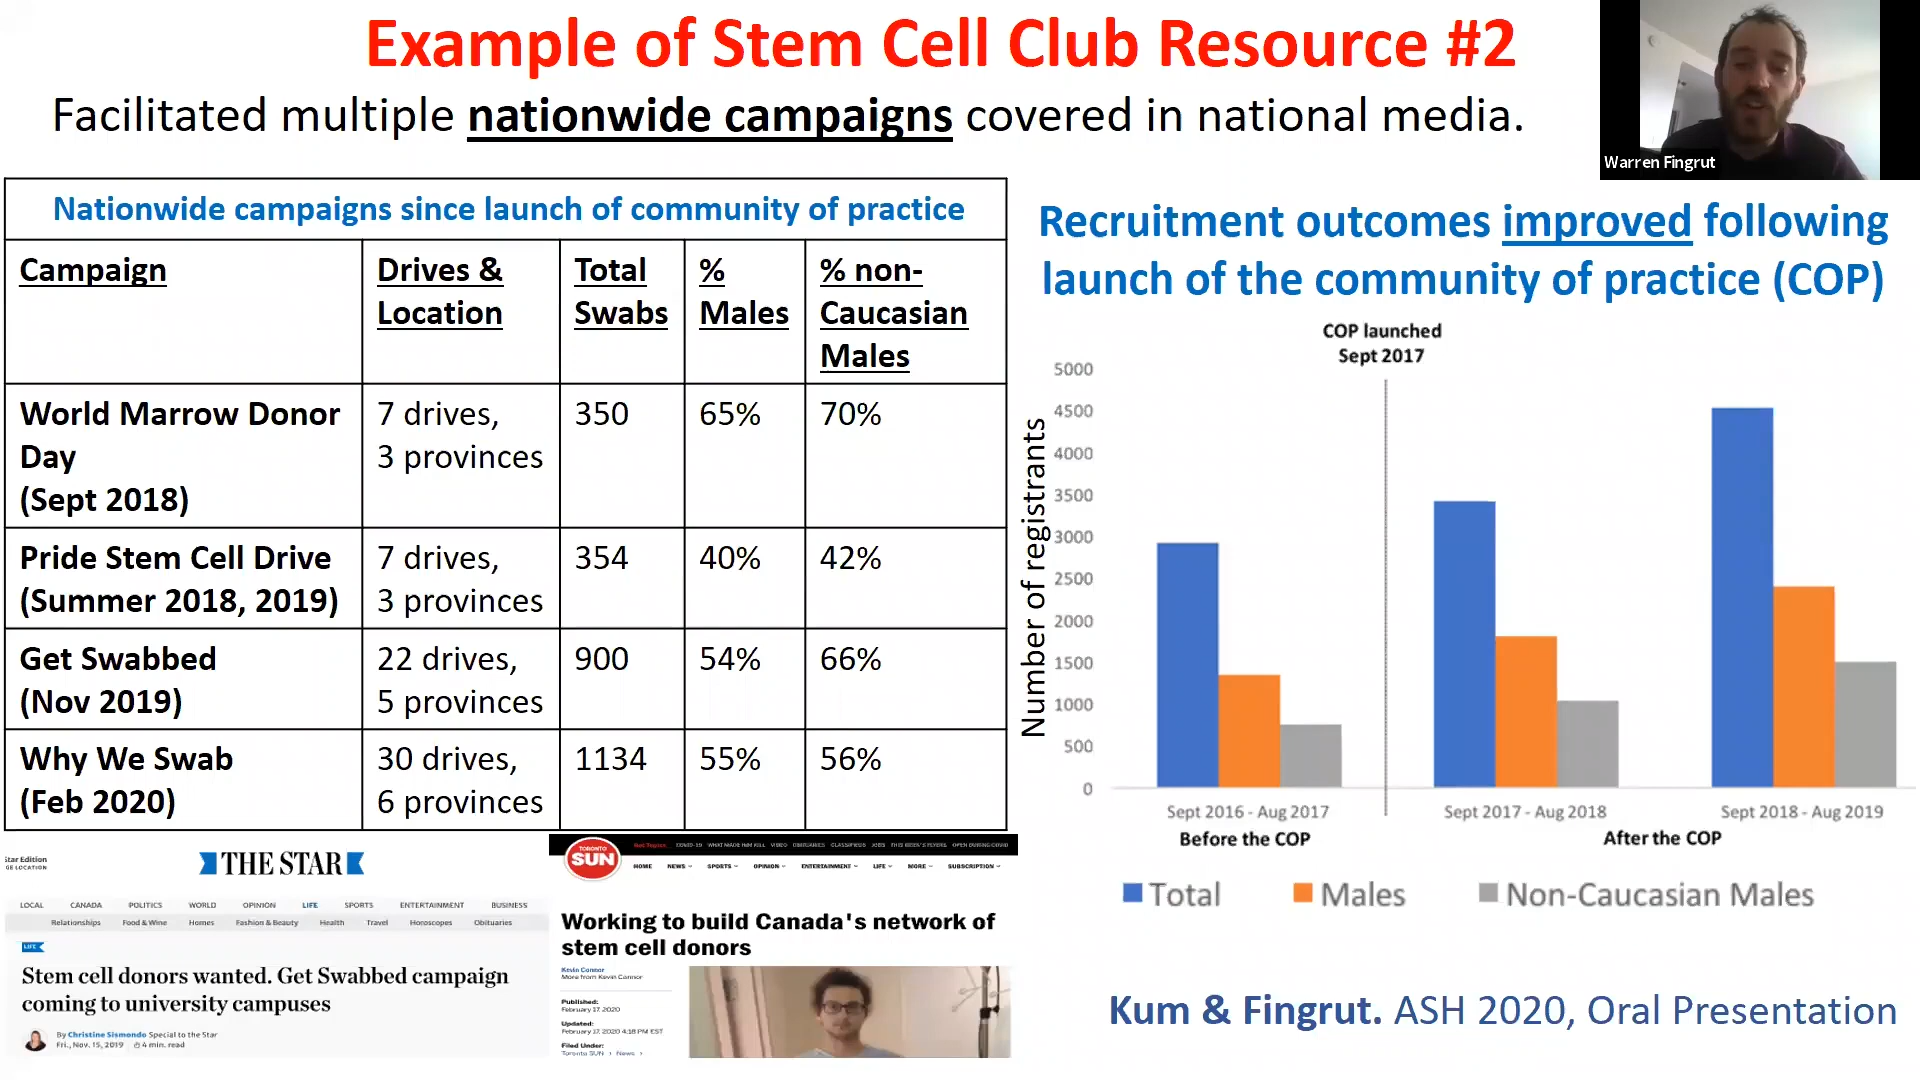 Example of Stem Cell Club Resource #2
Facilitated multiple nationwide campaigns covered in national media.
Warren Fingrut
Nationwide campaigns since launch of community of practice
Campaign
Drives &
Location
Total
Swabs
%
Males
% non-
Caucasian
Males
World Marrow Donor
Day
(Sept 2018)
7 drives,
3 provinces
350
65%
70%
Pride Stem Cell Drive
(Summer 2018, 2019)
7 drives,
3 provinces
354
40%
42%
Get Swabbed
(Nov 2019)
22 drives,
5 provinces
900
54%
66%
Why We Swab
(Feb 2020)
30 drives,
6 provinces
1134
55%
56%
Recruitment outcomes improved following
launch of the community of practice (COP)
COP launched
Sept 2017
Number of registrants
5000
4500
4000
3500
3000
2500
2000
1500
1000
500
0
Sept 2016 - Aug 2017
Sept 2017 - Aug 2018
Sept 2018 - Aug 2019
Before the COP
After the COP
Total
Males
Non-Caucasian Males
Kum & Fingrut. ASH 2020, Oral Presentation
Star Edition
GE LOCATION
THE STAR
LOCAL CANADA POLITICS WORLD OPINION LIFE SPORTS ENTERTAINMENT BUSINESS
Relationships Food & Wine Homes Fashion & Beauty Health Travel Horoscopes Obituaries
LIFE
Stem cell donors wanted. Get Swabbed campaign
coming to university campuses
By Christine Sismondo Special to the Star
Fri., Nov. 15, 2019 4 min. read
TORONTO
SUN
COVID-19 WHAT MADE HIM KILL VIDEO OBITUARIES CLASSIFIEDS JOBS
HOME NEWS SPORTS OPINION ENTERTAINMENT LIFE MORE SUBSCRIPTION
Working to build Canada's network of
stem cell donors
Kevin Connor
More from Kevin Connor
Published:
February 17, 2020
Updated:
February 17, 2020 4:18 PM EST
Filed Under:
Toronto SUN > News >